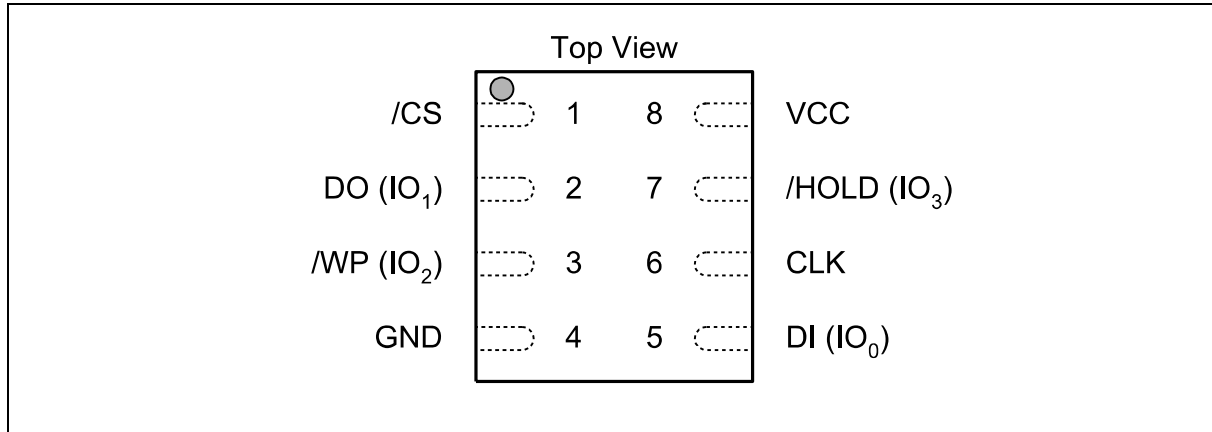 Top View
/CS 1 8 VCC
DO (IO₁) 2 7 /HOLD (IO₃)
/WP (IO₂) 3 6 CLK
GND 4 5 DI (IO₀)